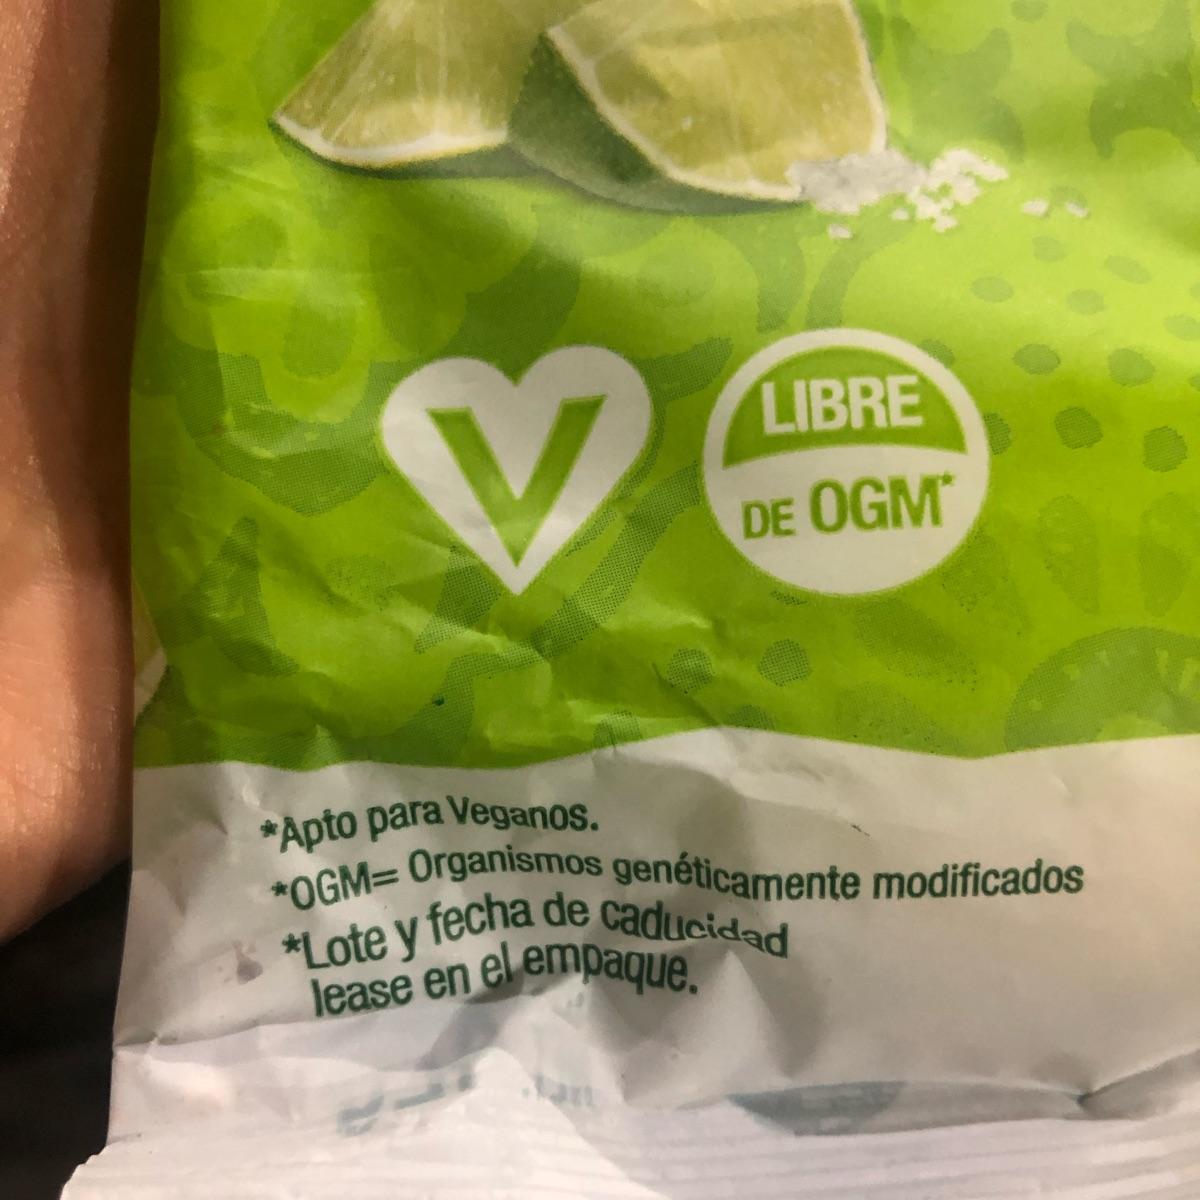 V
LIBRE
DE OGM*
*Apto para Veganos.
*OGM= Organismos genéticamente modificados
*Lote y fecha de caducidad
lease en el empaque.